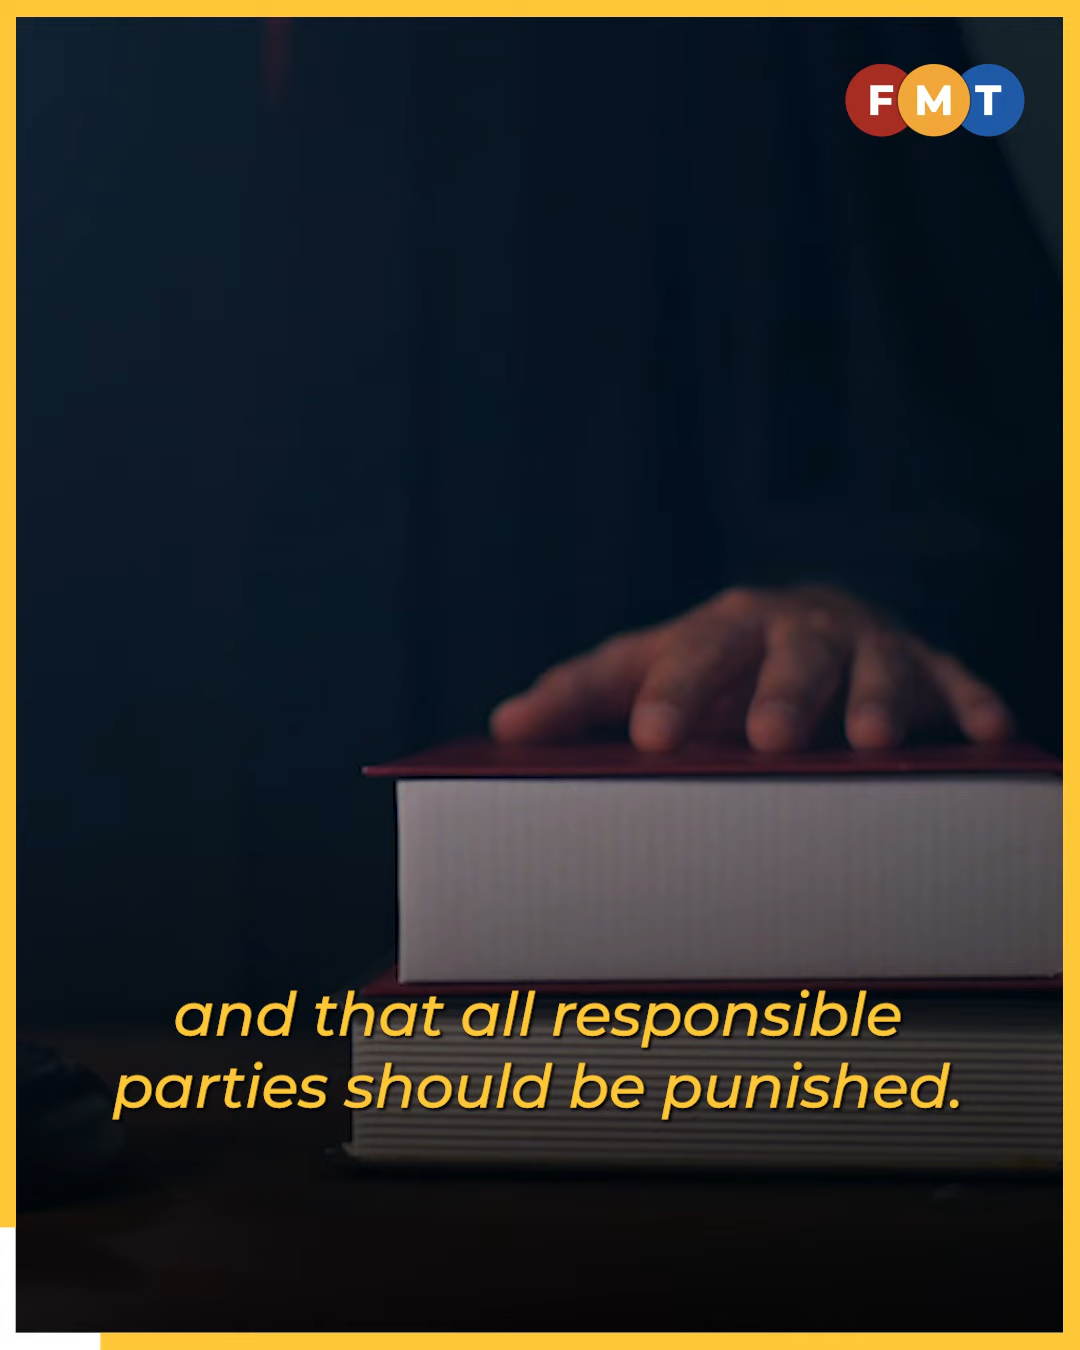 FMT
and that all responsible
parties should be punished.